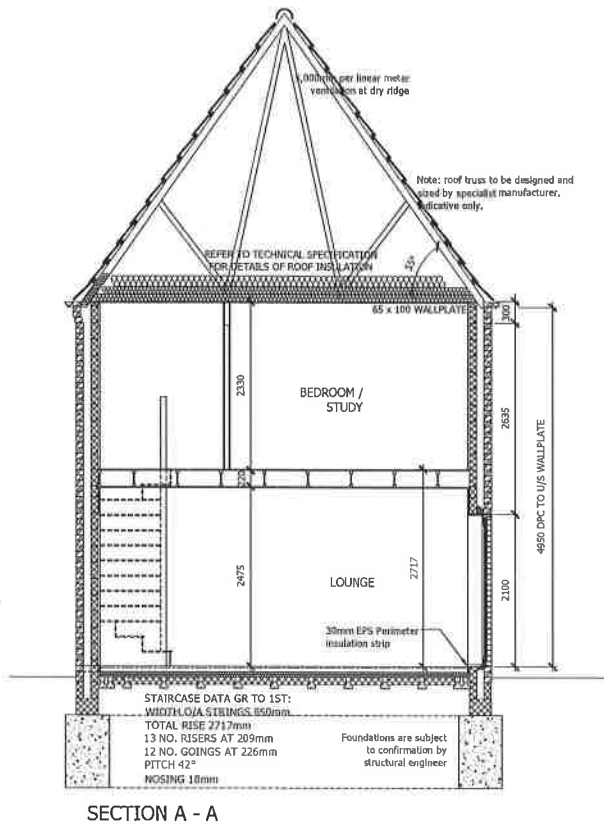 ,000mm per linear meter
ventilation at dry ridge
Note: roof truss to be designed and
sized by specialist manufacturer,
indicative only.
REFER TO TECHNICAL SPECIFICATION
FOR DETAILS OF ROOF INSULATION
55°
65 x 100 WALLPLATE
300
2330
BEDROOM /
STUDY
2635
4950 DPC TO U/S WALLPLATE
220
2475
2717
LOUNGE
2100
30mm EPS Perimeter
insulation strip
STAIRCASE DATA GR TO 1ST:
WIDTH O/A STRINGS 850mm
TOTAL RISE 2717mm
13 NO. RISERS AT 209mm
12 NO. GOINGS AT 226mm
PITCH 42°
NOSING 10mm
Foundations are subject
to confirmation by
structural engineer
SECTION A - A